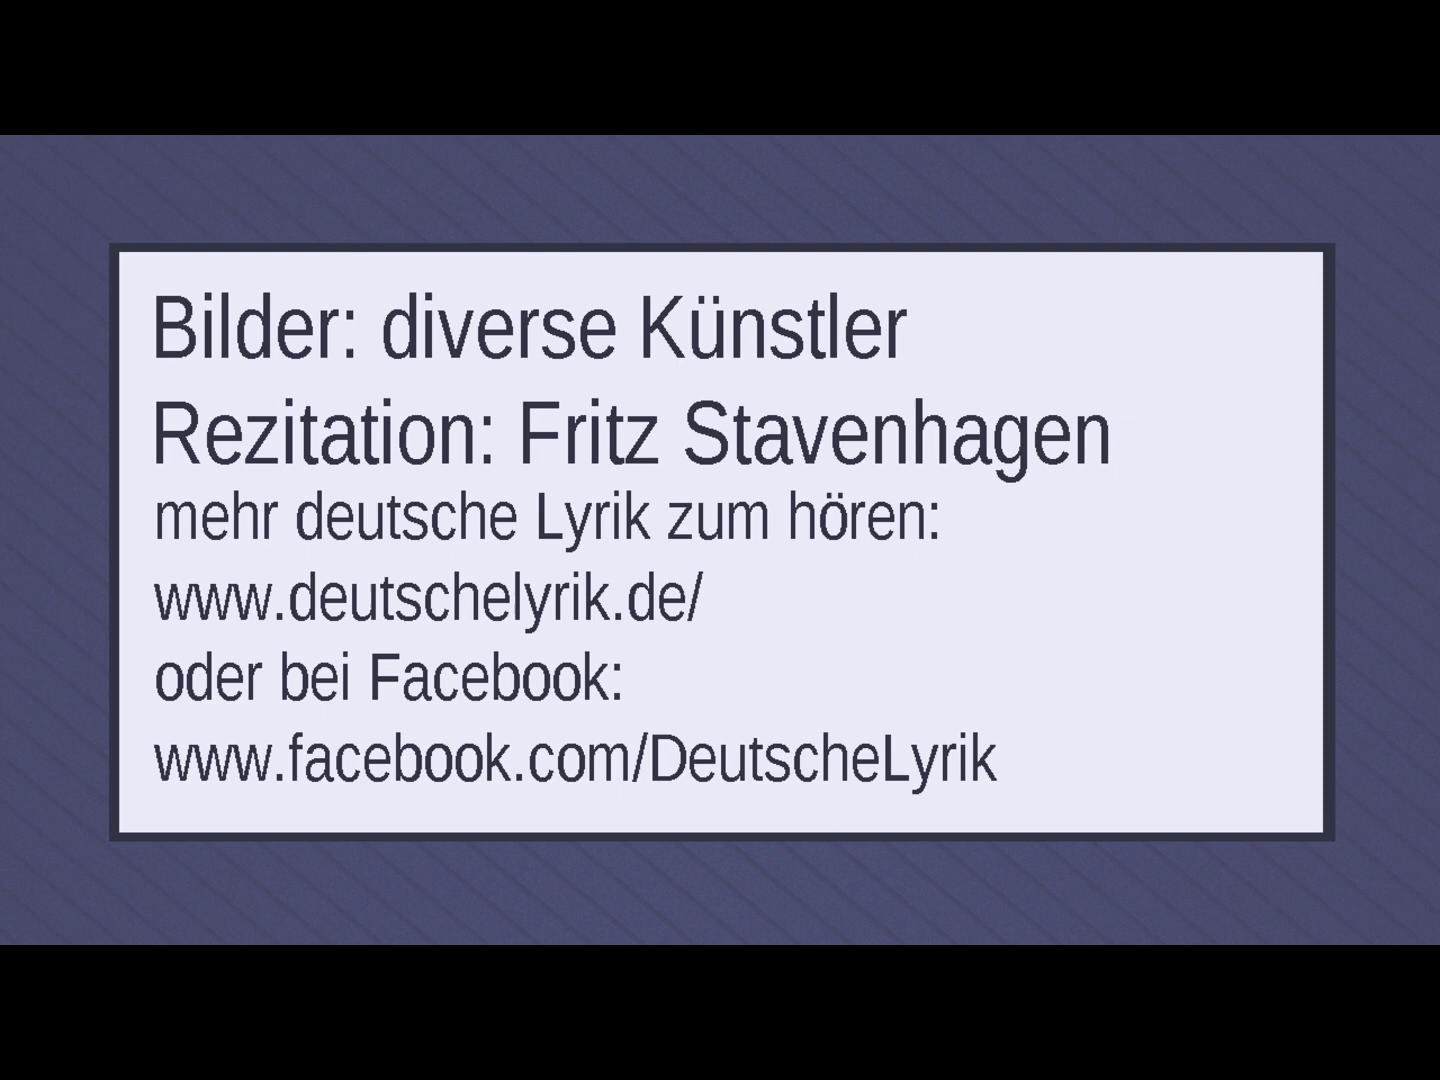 Bilder: diverse Künstler
Rezitation: Fritz Stavenhagen
mehr deutsche Lyrik zum hören:
www.deutschelyrik.de/
oder bei Facebook:
www.facebook.com/DeutscheLyrik